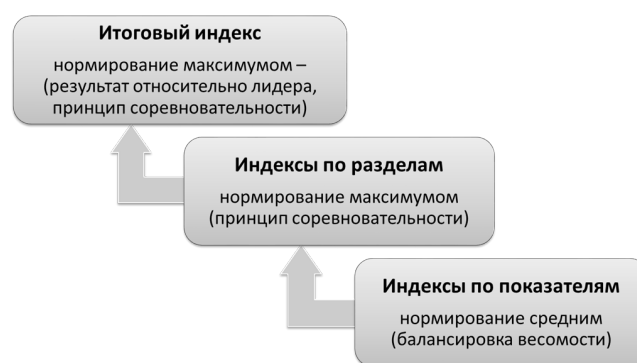 Итоговый индекс
нормирование максимумом –
(результат относительно лидера,
принцип соревновательности)
Индексы по разделам
нормирование максимумом
(принцип соревновательности)
Индексы по показателям
нормирование средним
(балансировка весомости)